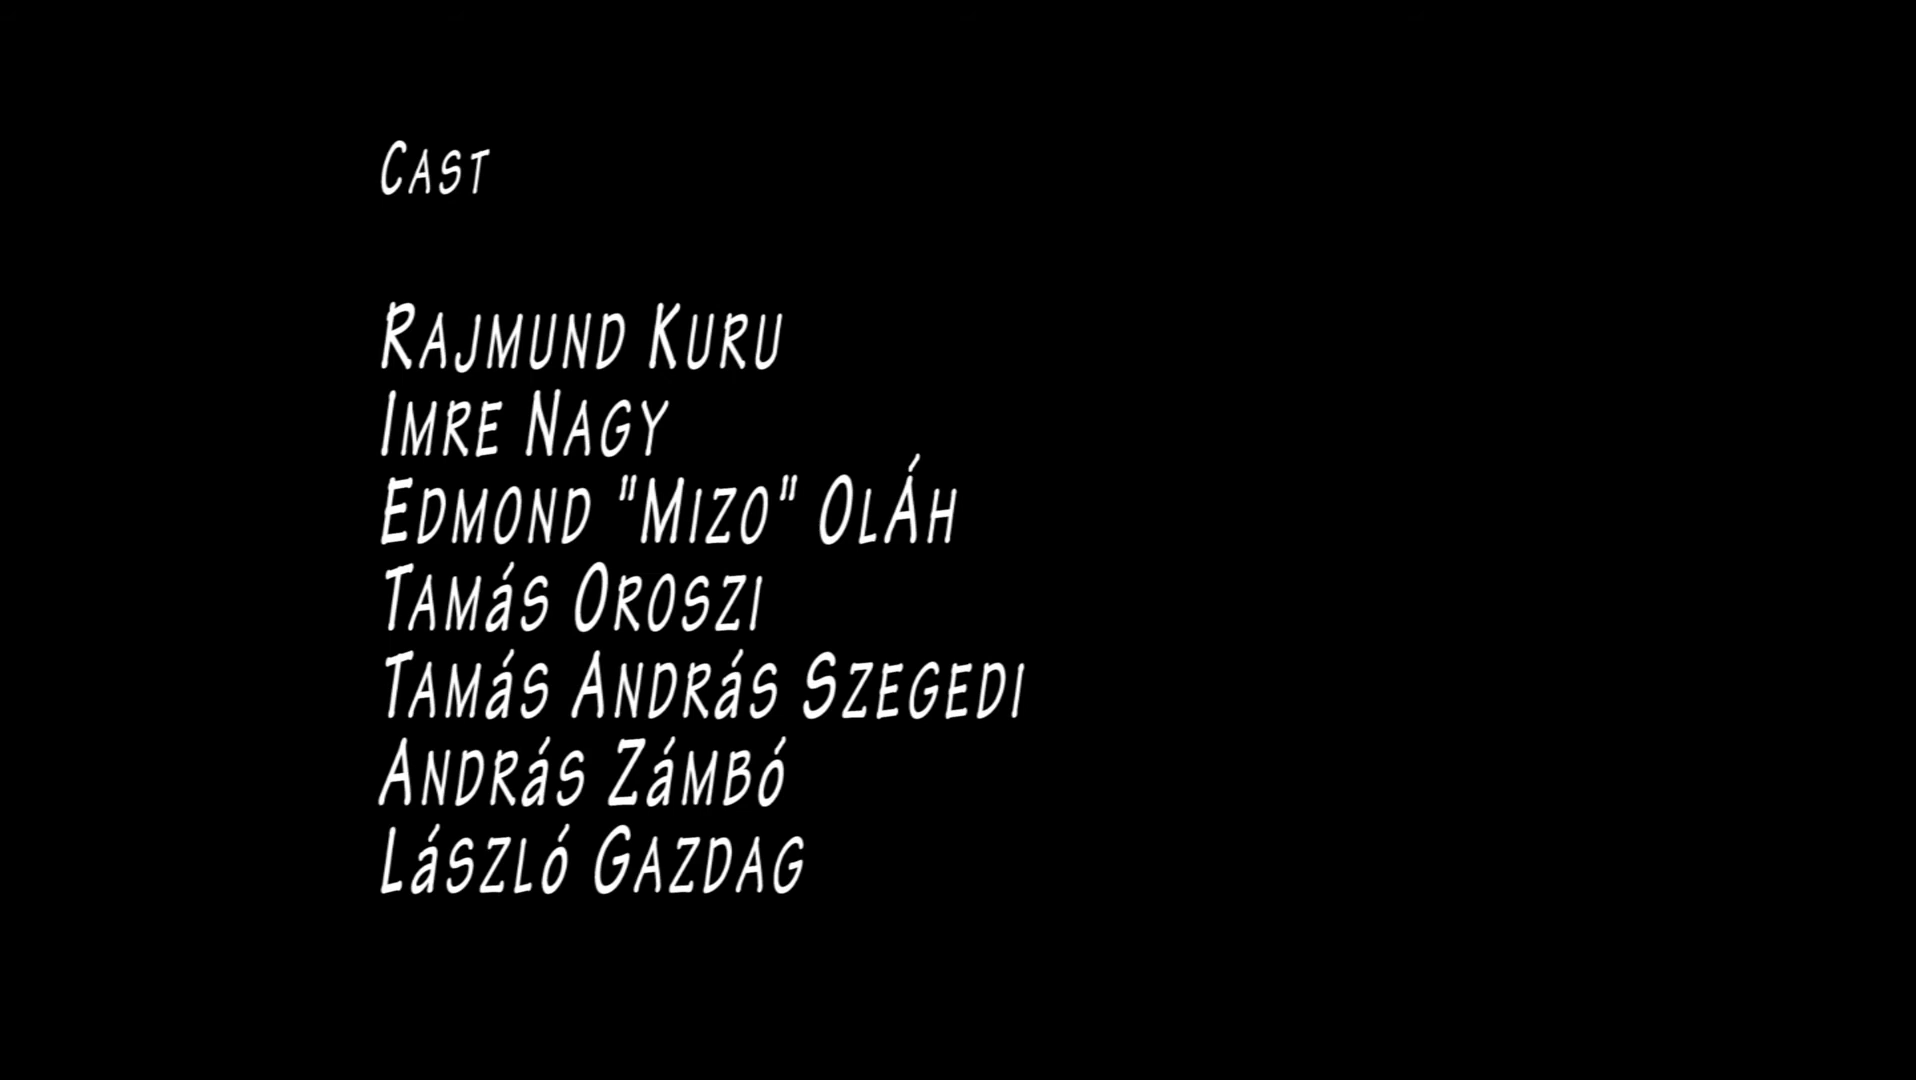 Cast
Rajmund Kuru
Imre Nagy
Edmond "Mizo" OlÁh
Tamás Oroszi
Tamás András Szegedi
András Zámbó
László Gazdag